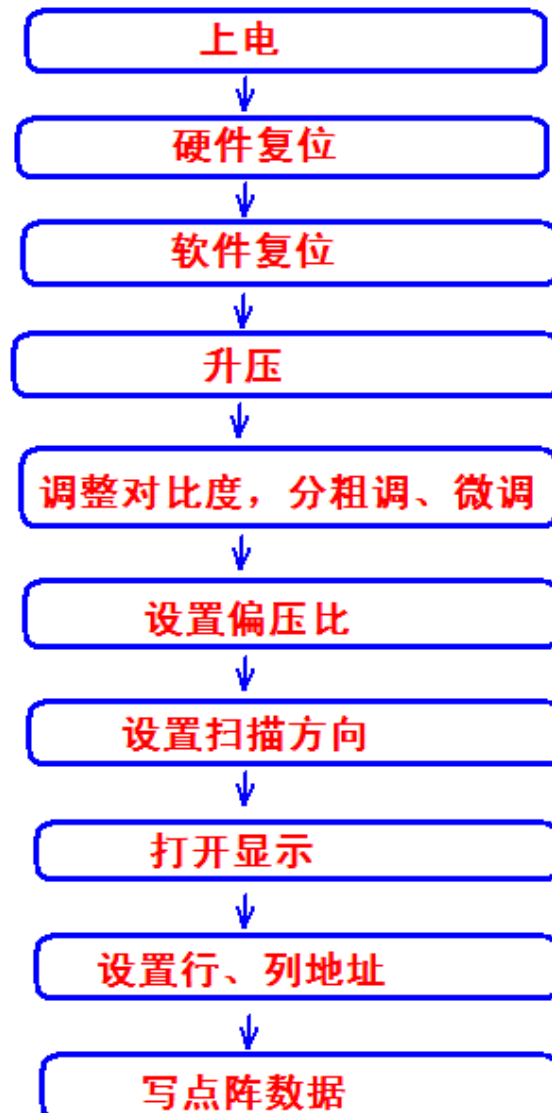 上电
硬件复位
软件复位
升压
调整对比度，分粗调、微调
设置偏压比
设置扫描方向
打开显示
设置行、列地址
写点阵数据